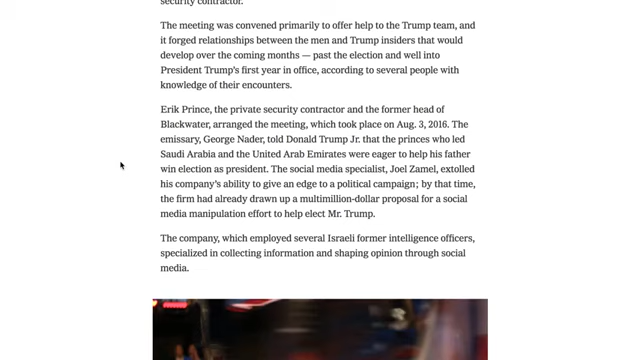 security contractor.
The meeting was convened primarily to offer help to the Trump team, and
it forged relationships between the men and Trump insiders that would
develop over the coming months — past the election and well into
President Trump's first year in office, according to several people with
knowledge of their encounters.
Erik Prince, the private security contractor and the former head of
Blackwater, arranged the meeting, which took place on Aug. 3, 2016. The
emissary, George Nader, told Donald Trump Jr. that the princes who led
Saudi Arabia and the United Arab Emirates were eager to help his father
win election as president. The social media specialist, Joel Zamel, extolled
his company's ability to give an edge to a political campaign; by that time,
the firm had already drawn up a multimillion-dollar proposal for a social
media manipulation effort to help elect Mr. Trump.
The company, which employed several Israeli former intelligence officers,
specialized in collecting information and shaping opinion through social
media.